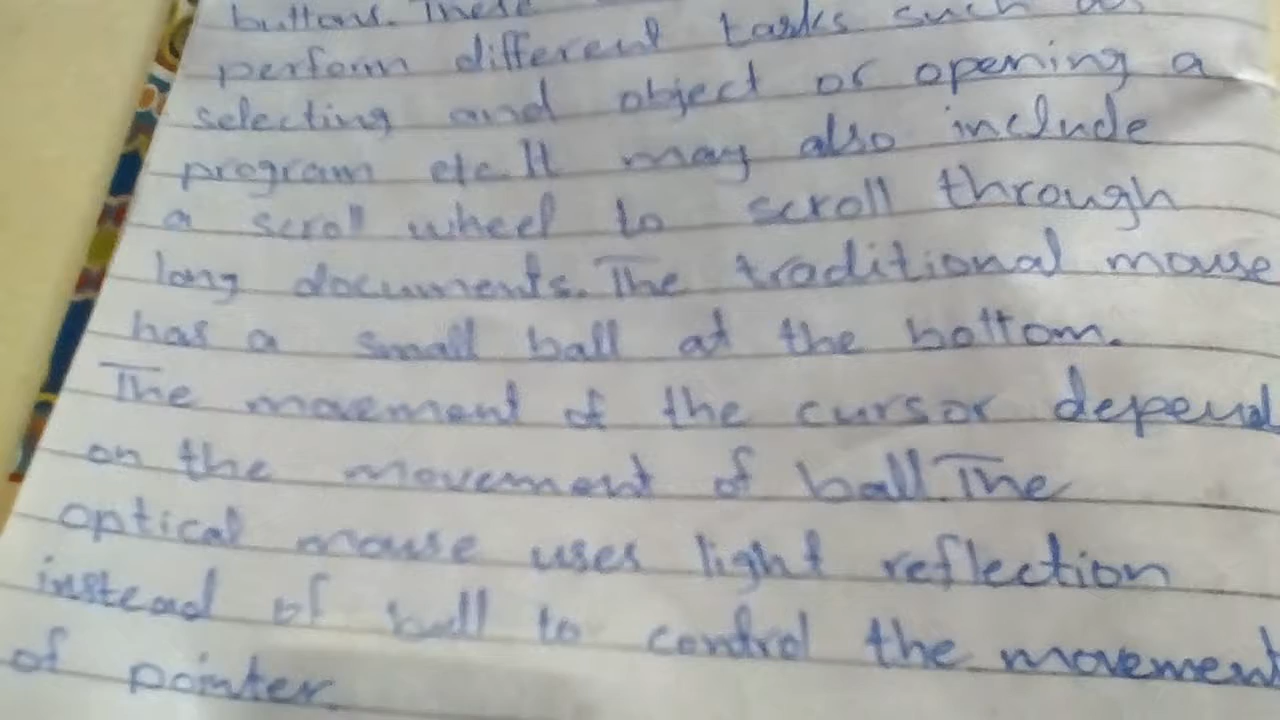 buttons. These
perform different tasks such as
selecting and object or opening a
program etc. It may also include
a scroll wheel to scroll through
long documents. The traditional mouse
has a small ball at the bottom.
The movement of the cursor depend
on the movement of ball. The
optical mouse uses light reflection
instead of ball to control the movement
of pointer.